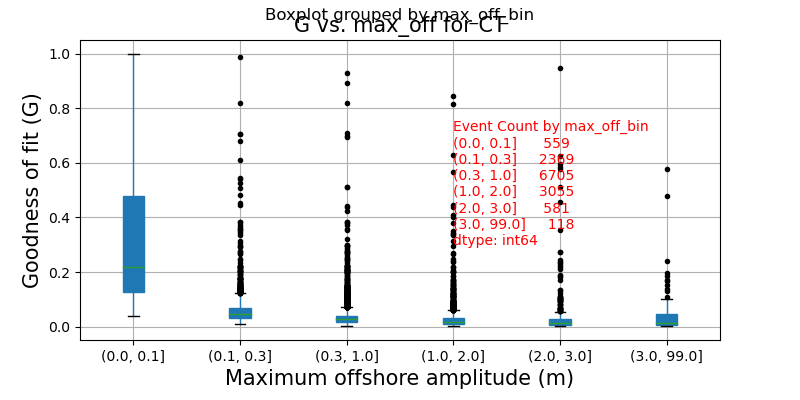 Boxplot grouped by max_off_bin
G vs. max_off for CT
Goodness of fit (G)
1.0
0.8
0.6
0.4
0.2
0.0
Event Count by max_off_bin
(0.0, 0.1] 559
(0.1, 0.3] 2369
(0.3, 1.0] 6705
(1.0, 2.0] 3035
(2.0, 3.0] 581
(3.0, 99.0] 118
dtype: int64
(0.0, 0.1] (0.1, 0.3] (0.3, 1.0] (1.0, 2.0] (2.0, 3.0] (3.0, 99.0]
Maximum offshore amplitude (m)